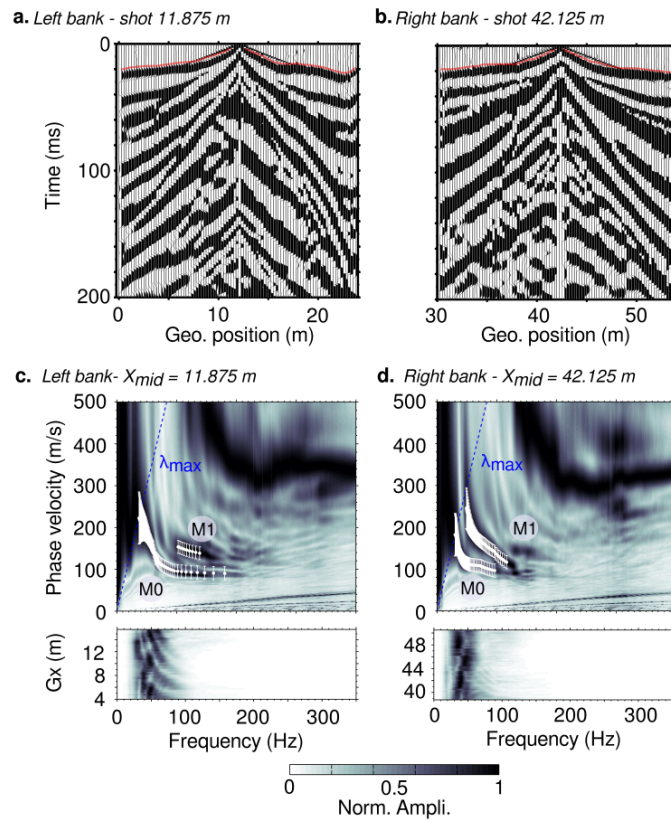 a. Left bank - shot 11.875 m
b. Right bank - shot 42.125 m
Time (ms)
0
100
200
0 10 20
Geo. position (m)
30 40 50
Geo. position (m)
c. Left bank- Xmid = 11.875 m
d. Right bank - Xmid = 42.125 m
Phase velocity (m/s)
500
400
300
200
100
0
λmax
M1
M0
500
400
300
200
100
0
λmax
M1
M0
Gx (m)
12
8
4
48
44
40
0 100 200 300
Frequency (Hz)
0 100 200 300
Frequency (Hz)
0 0.5 1
Norm. Ampli.